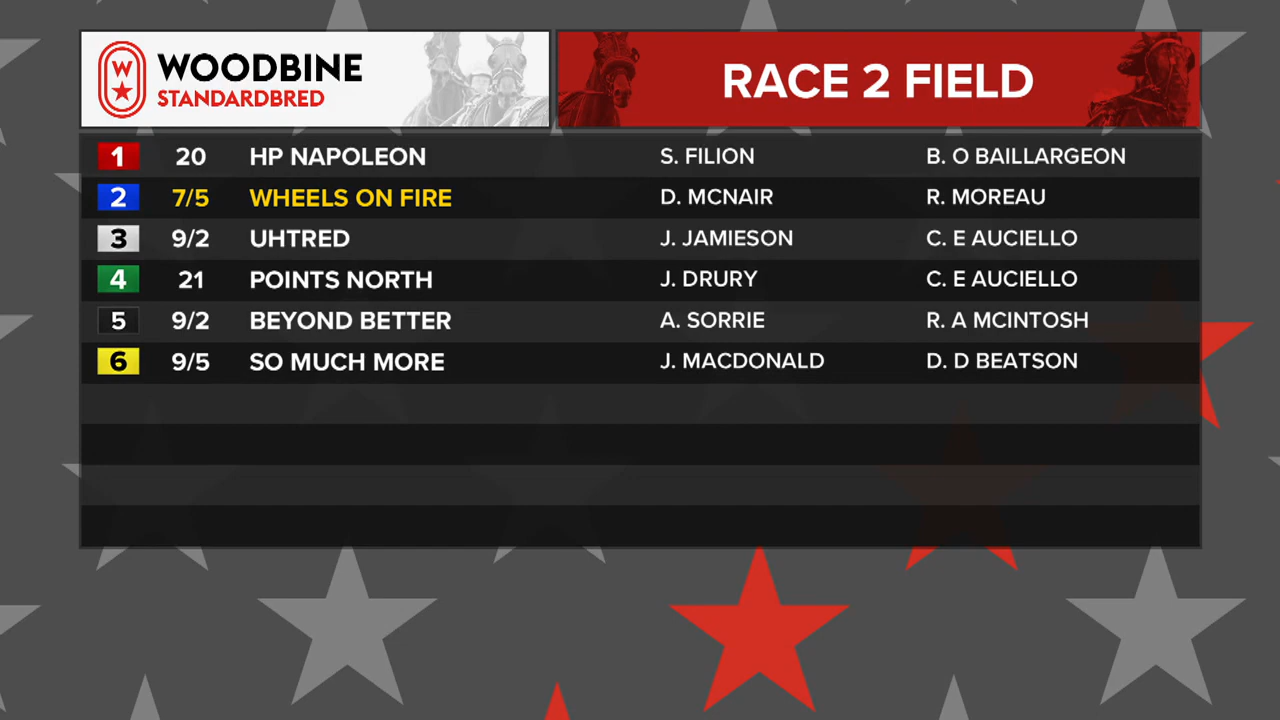 W
WOODBINE
STANDARDBRED
RACE 2 FIELD
1 20 HP NAPOLEON S. FILION B. O BAILLARGEON
2 7/5 WHEELS ON FIRE D. MCNAIR R. MOREAU
3 9/2 UHTRED J. JAMIESON C. E AUCIELLO
4 21 POINTS NORTH J. DRURY C. E AUCIELLO
5 9/2 BEYOND BETTER A. SORRIE R. A MCINTOSH
6 9/5 SO MUCH MORE J. MACDONALD D. D BEATSON